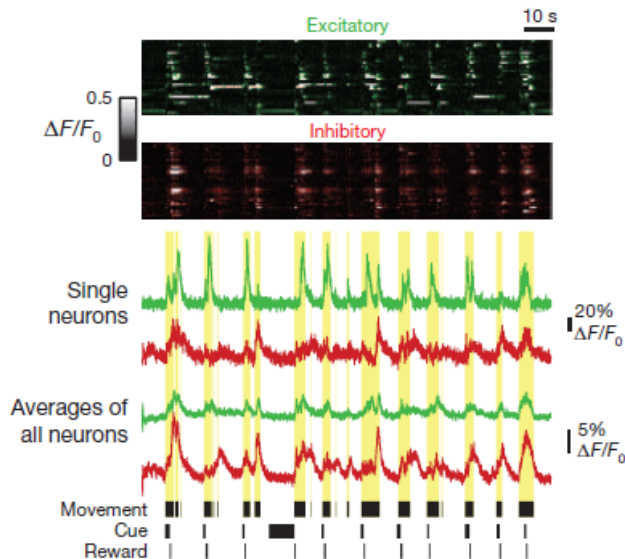 10 s
Excitatory
0.5
ΔF/F0
0
Inhibitory
Single
neurons
20%
ΔF/F0
Averages of
all neurons
5%
ΔF/F0
Movement
Cue
Reward